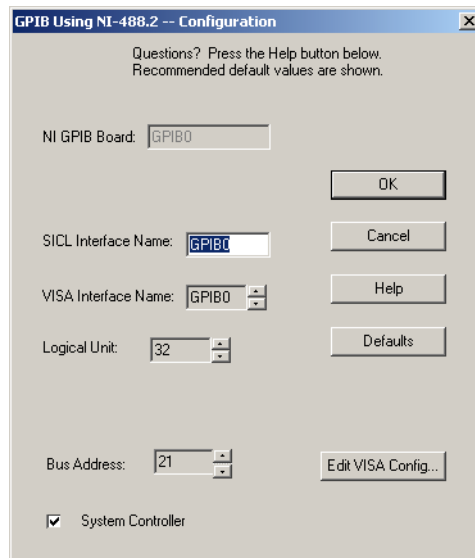 GPIB Using NI-488.2 -- Configuration
Questions? Press the Help button below.
Recommended default values are shown.
NI GPIB Board: GPIB0
OK
SICL Interface Name: GPIB0
Cancel
VISA Interface Name: GPIB0
Help
Logical Unit: 32
Defaults
Bus Address: 21
Edit VISA Config...
System Controller